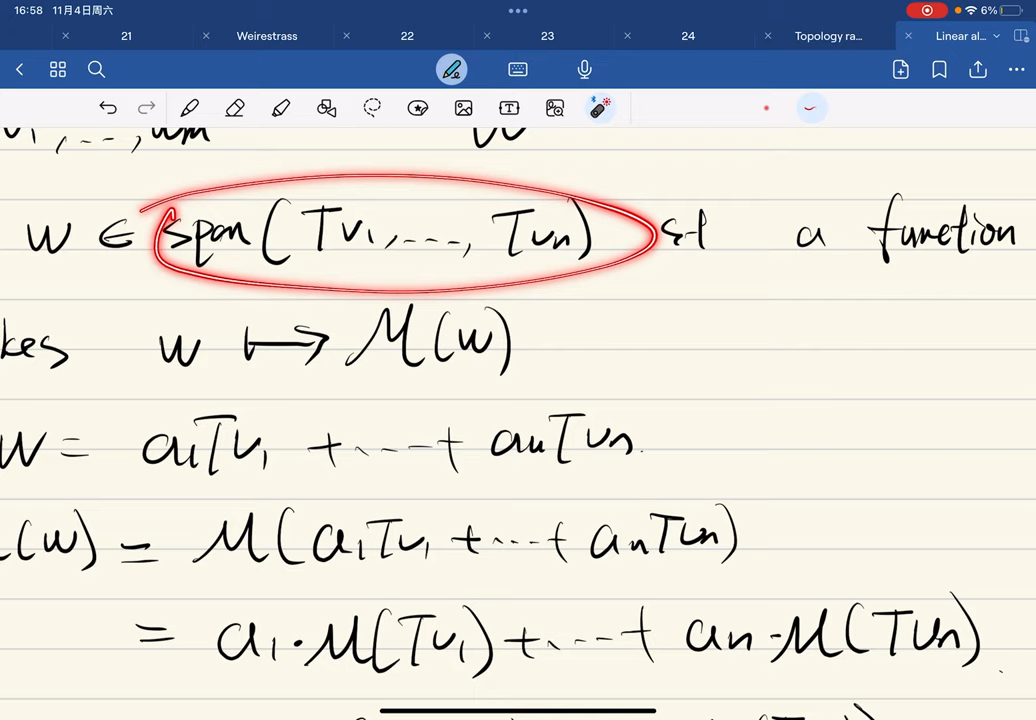 16:58 11月4日周六
6%
21 Weirestrass 22 23 24 Topology ra... Linear al...
w ∈ span(Tv₁,---, Tvn) st a function
kes w ↦ M(w)
W = a₁Tv₁ +---+ anTvn.
(w) = M(a₁Tv₁ +---+ anTvn)
= a₁·M(Tv₁)+---+ an·M(Tvn).